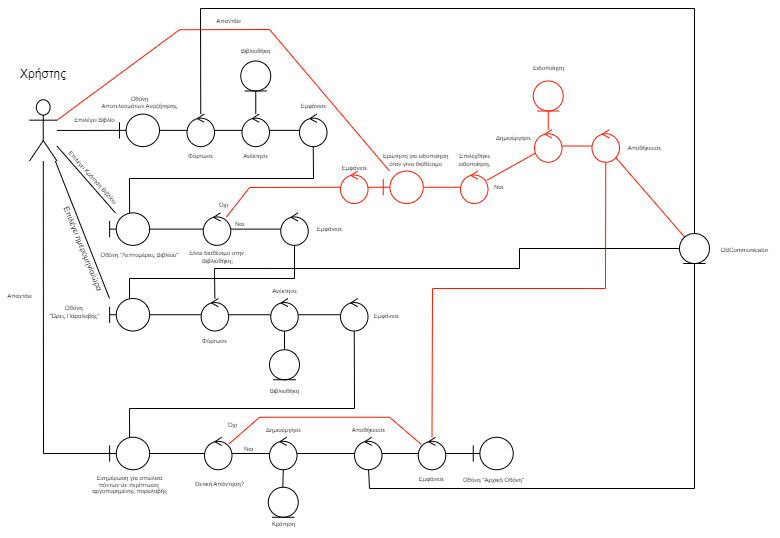 Απαντάει
Βιβλιοθήκη
Χρήστης
Ειδοποίηση
Οθόνη
Αποτελεσμάτων Αναζήτησης
Εμφάνισε
Επιλέγει Βιβλίο
Δημιούργησε
Αποθήκευσε
Φόρτωσε
Ανέκτησε
Ερώτηση για ειδοποίηση
όταν γίνει διαθέσιμο
Επιλέχθηκε
ειδοποίηση;
Εμφάνισε
Επιλέγει Κράτηση Βιβλίου
Ναι
Όχι
Ναι
Εμφάνισε
Επιλέγει ημερομηνία/ώρα
Οθόνη "Λεπτομέρειες Βιβλίου"
Είναι διαθέσιμο στην
Βιβλιοθήκη;
DBCommunicator
Απαντάει
Ανέκτησε
Οθόνη
"Ώρες Παραλαβής"
Εμφάνισε
Φόρτωσε
Βιβλιοθήκη
Όχι
Δημιούργησε
Αποθήκευσε
Ναι
Ενημέρωση για απώλεια
πόντων σε περίπτωση
αργοπορημένης παραλαβής
Θετική Απάντηση?
Εμφάνισε
Οθόνη "Αρχική Οθόνη"
Κράτηση